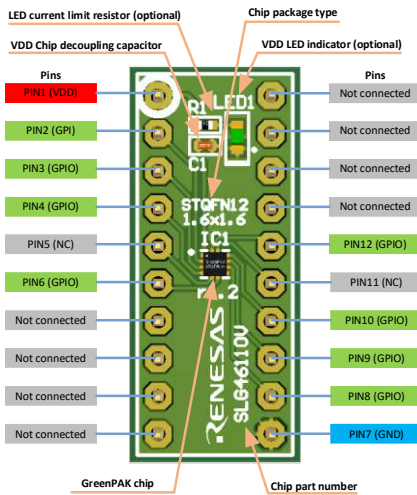 LED current limit resistor (optional)
Chip package type
VDD Chip decoupling capacitor
VDD LED indicator (optional)
Pins
Pins
PIN1 (VDD)
Not connected
PIN2 (GPI)
Not connected
PIN3 (GPIO)
Not connected
PIN4 (GPIO)
Not connected
PIN5 (NC)
PIN12 (GPIO)
PIN6 (GPIO)
PIN11 (NC)
Not connected
PIN10 (GPIO)
Not connected
PIN9 (GPIO)
Not connected
PIN8 (GPIO)
Not connected
PIN7 (GND)
R1
LED1
C1
STQFN12
1.6x1.6
IC1
RENESAS
SLG46110V
GreenPAK chip
Chip part number